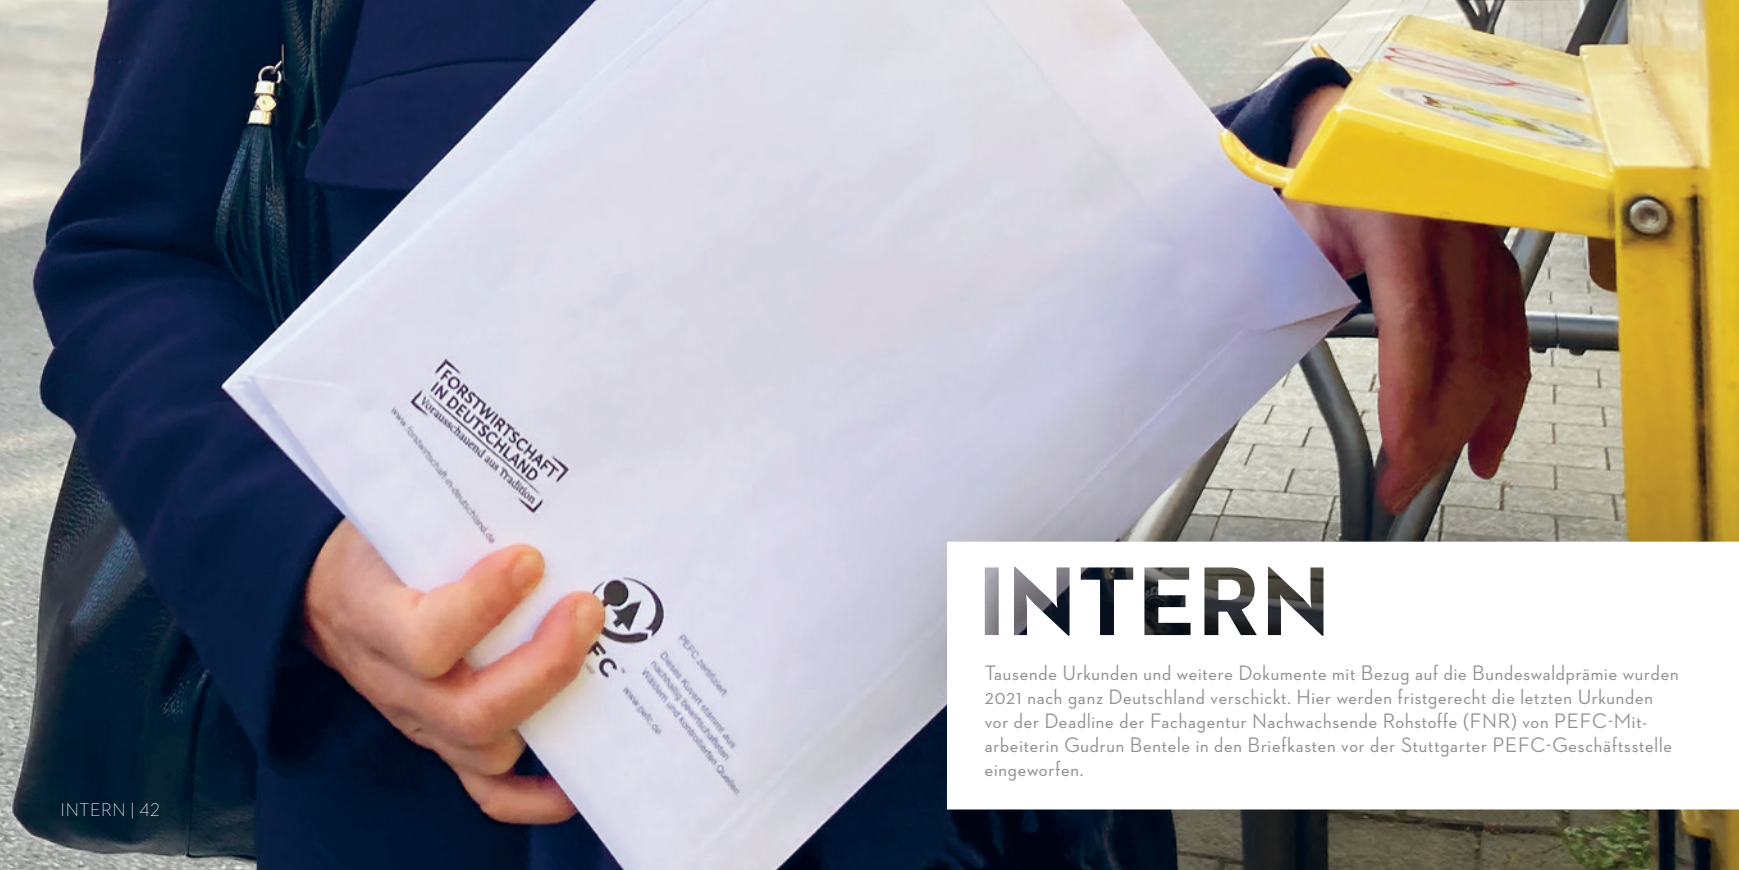 FORSTWIRTSCHAFT
IN DEUTSCHLAND
Vorausschauend aus Tradition
www.forstwirtschaft-in-deutschland.de
FC
PEFC zertifiziert
Dieses Kuvert stammt aus
nachhaltig bewirtschafteten
Wäldern und kontrollierten Quellen.
www.pefc.de
INTERN
Tausende Urkunden und weitere Dokumente mit Bezug auf die Bundeswaldprämie wurden
2021 nach ganz Deutschland verschickt. Hier werden fristgerecht die letzten Urkunden
vor der Deadline der Fachagentur Nachwachsende Rohstoffe (FNR) von PEFC-Mit-
arbeiterin Gudrun Bentele in den Briefkasten vor der Stuttgarter PEFC-Geschäftsstelle
eingeworfen.
INTERN | 42